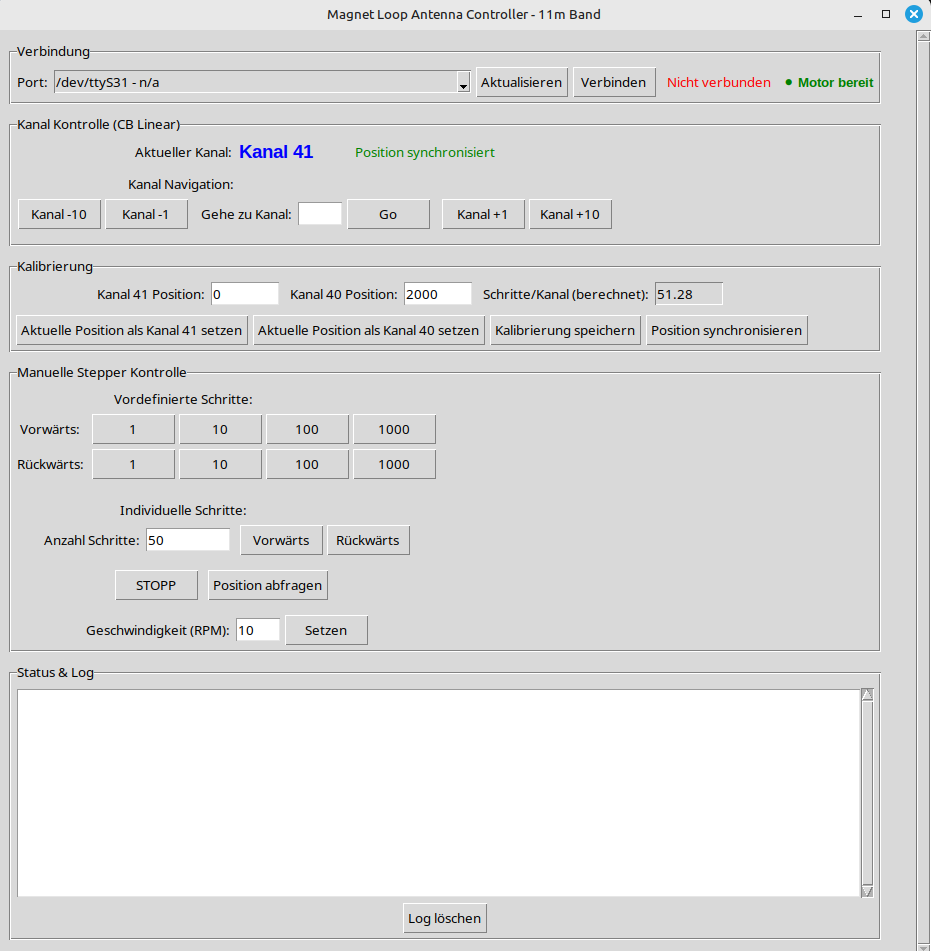 Magnet Loop Antenna Controller - 11m Band
Verbindung
Port: /dev/ttyS31 - n/a Aktualisieren Verbinden Nicht verbunden ● Motor bereit
Kanal Kontrolle (CB Linear)
Aktueller Kanal: Kanal 41 Position synchronisiert
Kanal Navigation:
Kanal -10 Kanal -1 Gehe zu Kanal: Go Kanal +1 Kanal +10
Kalibrierung
Kanal 41 Position: 0 Kanal 40 Position: 2000 Schritte/Kanal (berechnet): 51.28
Aktuelle Position als Kanal 41 setzen Aktuelle Position als Kanal 40 setzen Kalibrierung speichern Position synchronisieren
Manuelle Stepper Kontrolle
Vordefinierte Schritte:
Vorwärts: 1 10 100 1000
Rückwärts: 1 10 100 1000
Individuelle Schritte:
Anzahl Schritte: 50 Vorwärts Rückwärts
STOPP Position abfragen
Geschwindigkeit (RPM): 10 Setzen
Status & Log
Log löschen